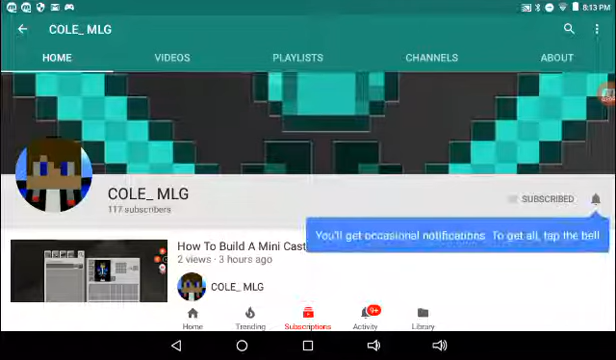 8:13 PM
COLE_ MLG
HOME VIDEOS PLAYLISTS CHANNELS ABOUT
COLE_ MLG
117 subscribers
SUBSCRIBED
You'll get occasional notifications. To get all, tap the bell
How To Build A Mini Cast
2 views · 3 hours ago
COLE_ MLG
9+
Home Trending Subscriptions Activity Library